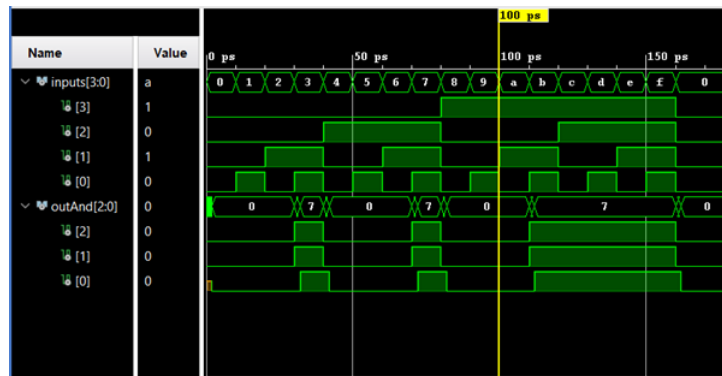 100 ps
Name Value
0 ps 50 ps 100 ps 150 ps
inputs[3:0] a 0 1 2 3 4 5 6 7 8 9 a b c d e f 0
[3] 1
[2] 0
[1] 1
[0] 0
outAnd[2:0] 0 0 7 0 7 0 7 0
[2] 0
[1] 0
[0] 0